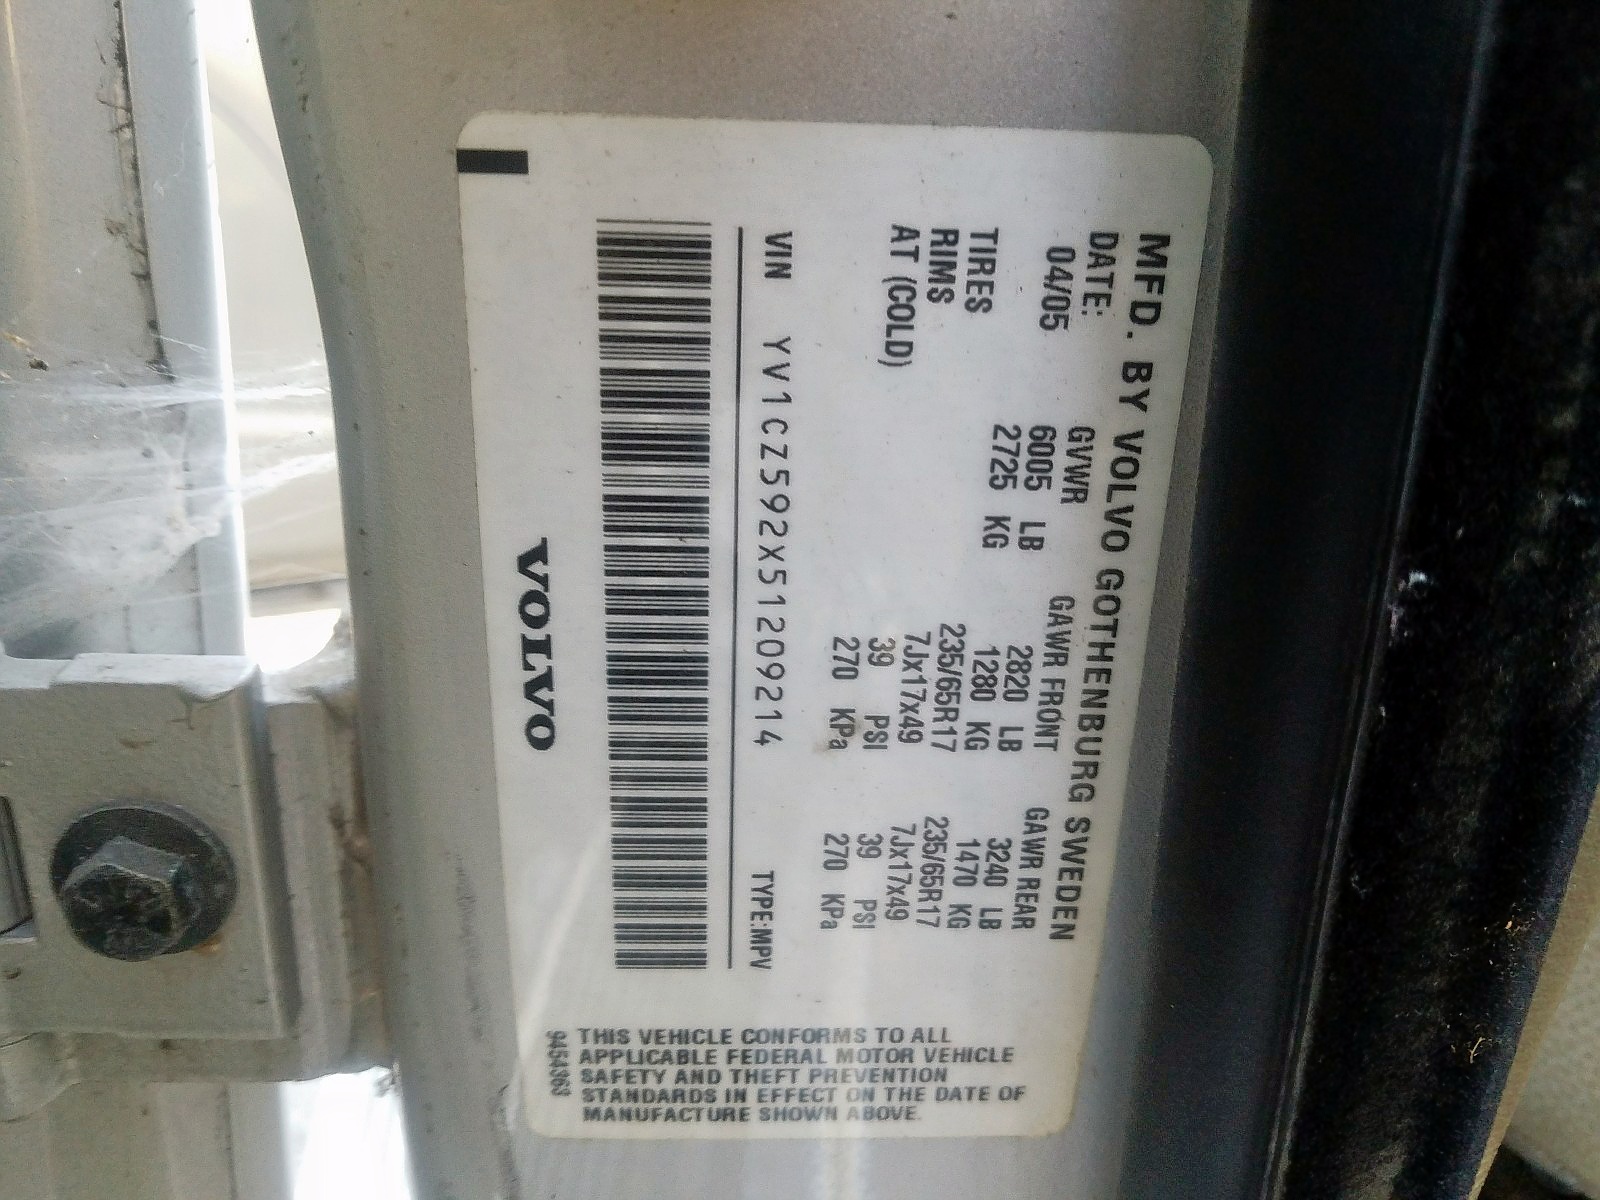 MFD. BY VOLVO GOTHENBURG SWEDEN
DATE: GVWR GAWR FRONT GAWR REAR
04/05 6005 LB 2820 LB 3240 LB
2725 KG 1280 KG 1470 KG
TIRES 235/65R17 235/65R17
RIMS 7Jx17x49 7Jx17x49
AT (COLD) 39 PSI 39 PSI
270 KPa 270 KPa
VIN YV1CZ592X51209214 TYPE:MPV
VOLVO
THIS VEHICLE CONFORMS TO ALL
APPLICABLE FEDERAL MOTOR VEHICLE
SAFETY AND THEFT PREVENTION
STANDARDS IN EFFECT ON THE DATE OF
MANUFACTURE SHOWN ABOVE.
9454363